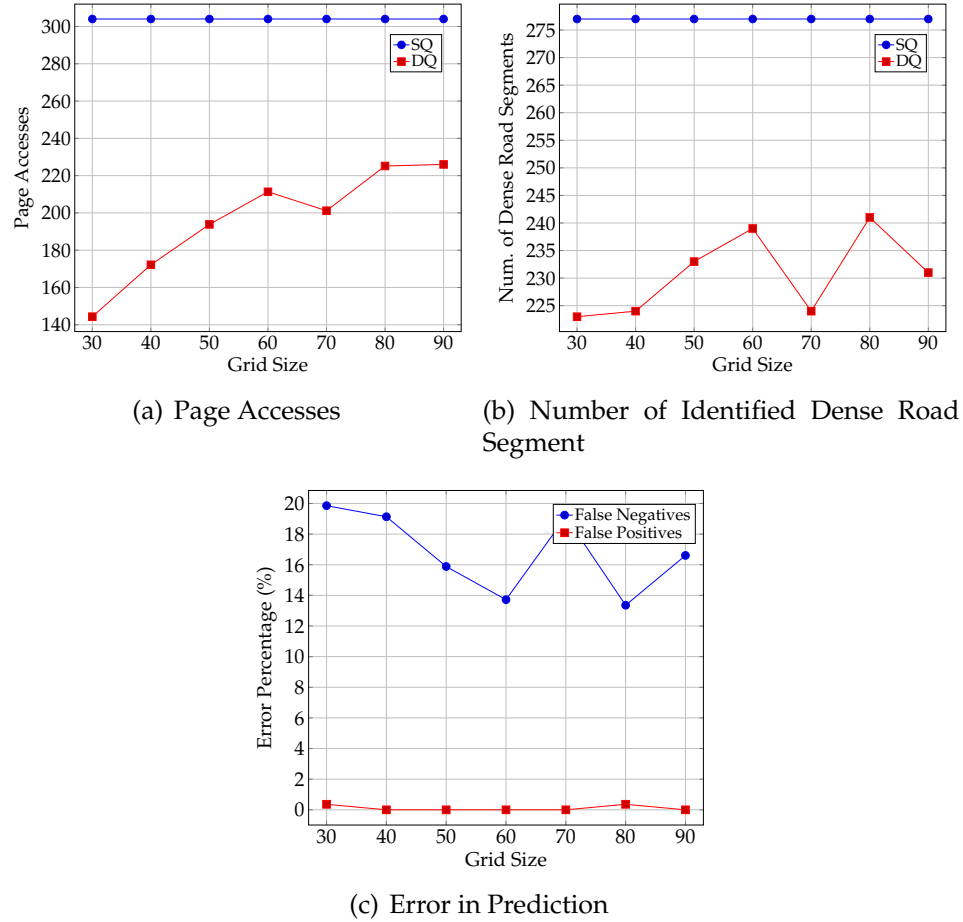 300
280
260
240
220
200
180
160
140
30 40 50 60 70 80 90
Page Accesses
Grid Size
SQ
DQ
(a) Page Accesses
275
270
265
260
255
250
245
240
235
230
225
30 40 50 60 70 80 90
Num. of Dense Road Segments
Grid Size
SQ
DQ
(b) Number of Identified Dense Road
Segment
20
18
16
14
12
10
8
6
4
2
0
30 40 50 60 70 80 90
Error Percentage (%)
Grid Size
False Negatives
False Positives
(c) Error in Prediction